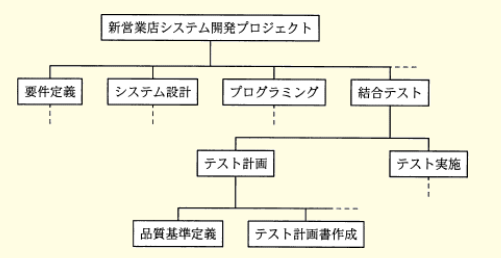 新営業店システム開発プロジェクト
要件定義
システム設計
プログラミング
結合テスト
テスト計画
テスト実施
品質基準定義
テスト計画書作成